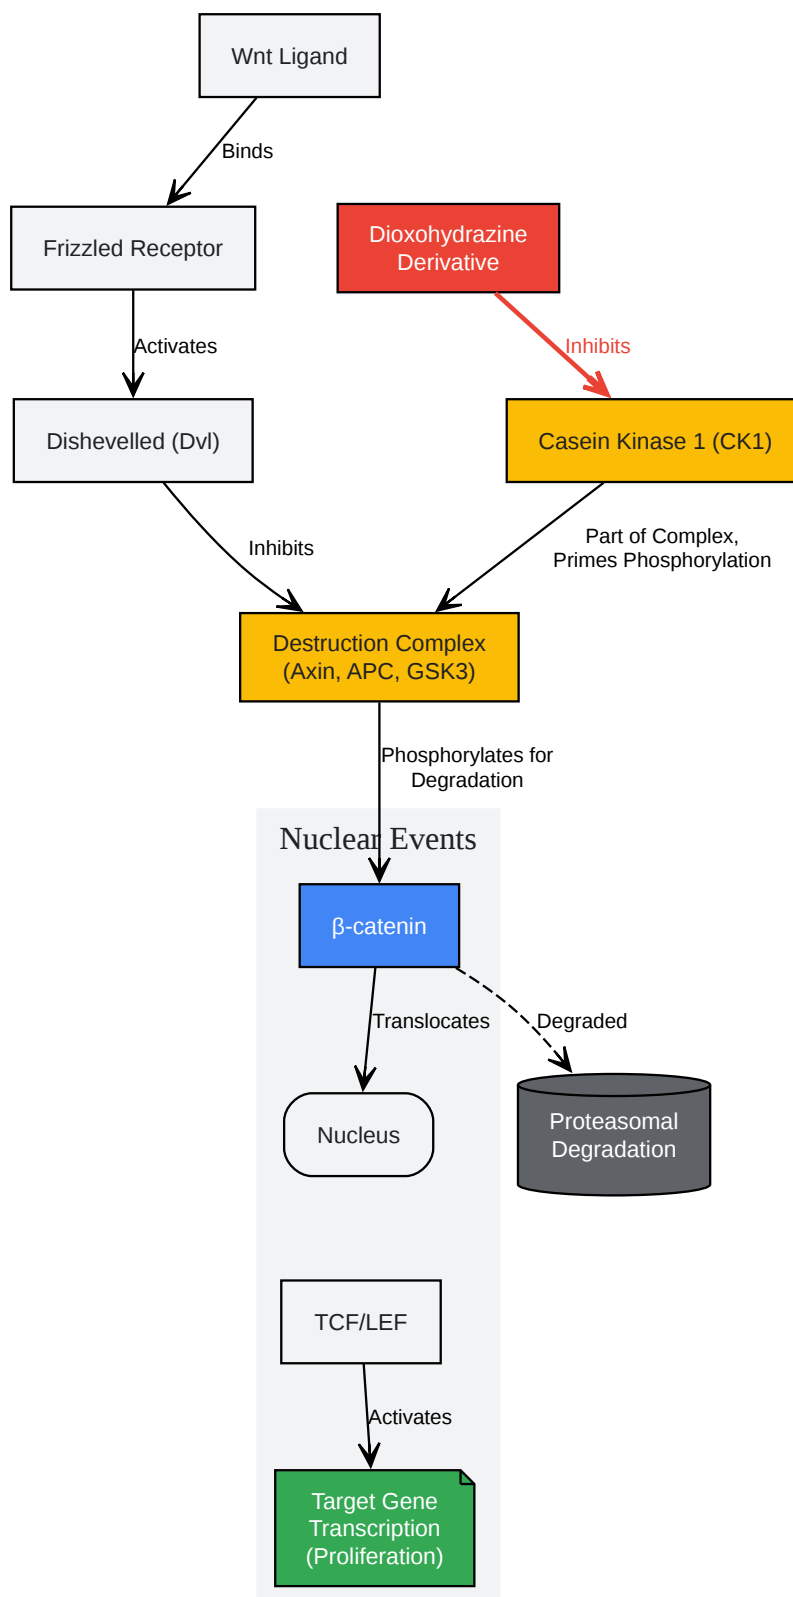 Wnt Ligand
Binds
Frizzled Receptor
Dioxohydrazine
Derivative
Activates
Inhibits
Dishevelled (Dvl)
Casein Kinase 1 (CK1)
Inhibits
Part of Complex,
Primes Phosphorylation
Destruction Complex
(Axin, APC, GSK3)
Phosphorylates for
Degradation
Nuclear Events
β-catenin
Translocates
Degraded
Nucleus
Proteasomal
Degradation
TCF/LEF
Activates
Target Gene
Transcription
(Proliferation)